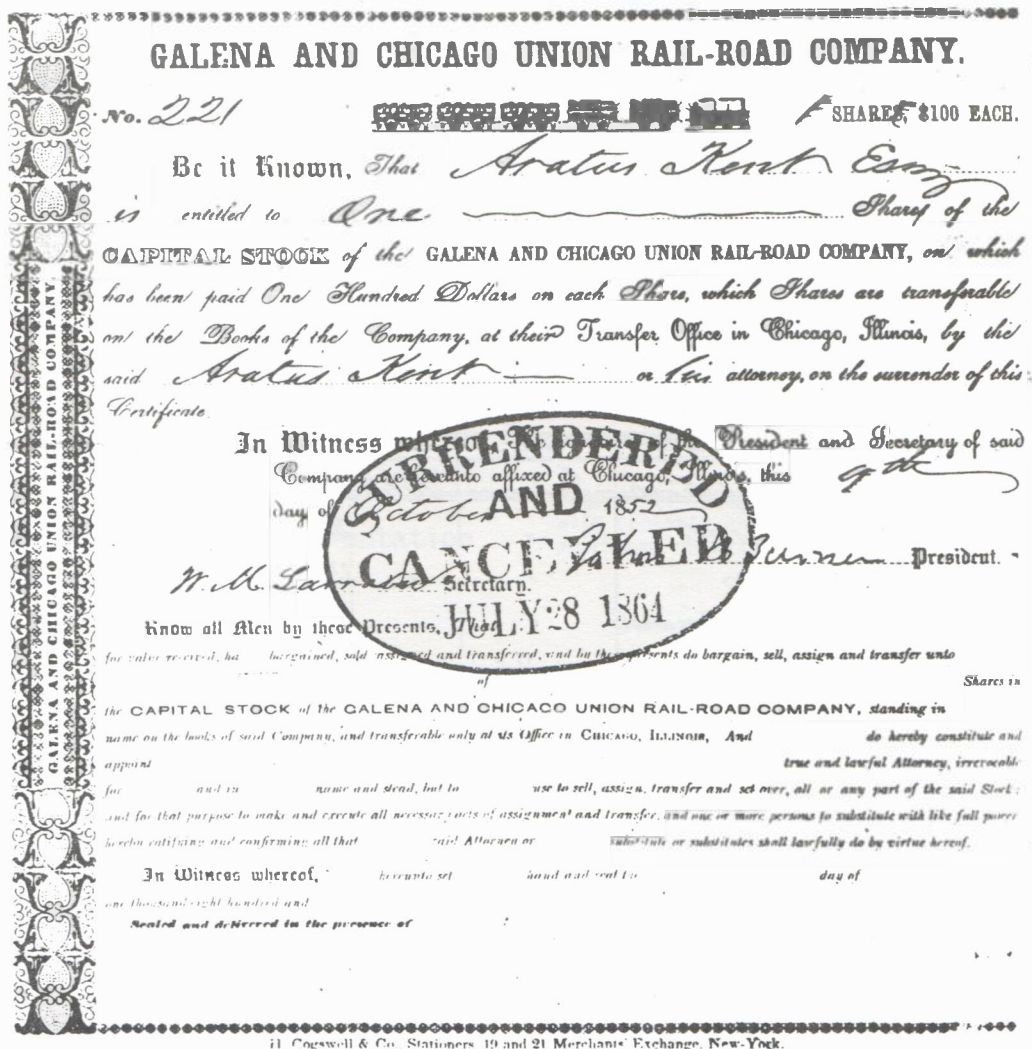 GALENA AND CHICAGO UNION RAIL-ROAD COMPANY.
No. 221
1 SHARES, $100 EACH.
Be it Known, That Aratus Kent Esq
is entitled to One Shares of the
CAPITAL STOCK of the GALENA AND CHICAGO UNION RAIL-ROAD COMPANY, on which
has been paid One Hundred Dollars on each Share, which Shares are transferable
on the Books of the Company, at their Transfer Office in Chicago, Illinois, by the
said Aratus Kent or his attorney, on the surrender of this
Certificate.
In Witness whereof, The signatures of the President and Secretary of said
Company are hereunto affixed at Chicago, Illinois, this 9th
day of October 1852
John B Turner President.
W. M. Secretary.
SURRENDERED
AND
CANCELLED
JULY 28 1864
Know all Men by these Presents, That
for value received, ha bargained, sold assigned and transferred, and by these presents do bargain, sell, assign and transfer unto
of Shares in
the CAPITAL STOCK of the GALENA AND CHICAGO UNION RAIL-ROAD COMPANY, standing in
name on the books of said Company, and transferable only at its Office in CHICAGO, ILLINOIS, And do hereby constitute and
appoint true and lawful Attorney, irrevocable
for and in name and stead, but to use to sell, assign, transfer and set over, all or any part of the said Stock;
and for that purpose to make and execute all necessary acts of assignment and transfer, and one or more persons to substitute with like full power
hereby ratifying and confirming all that said Attorney or substitute or substitutes shall lawfully do by virtue hereof.
In Witness whereof, hereunto set hand and seal this day of
one thousand eight hundred and
Sealed and delivered in the presence of
GALENA AND CHICAGO UNION RAIL-ROAD COMPANY.
Cogswell & Co. Stationers, 19 and 21 Merchants' Exchange, New-York.